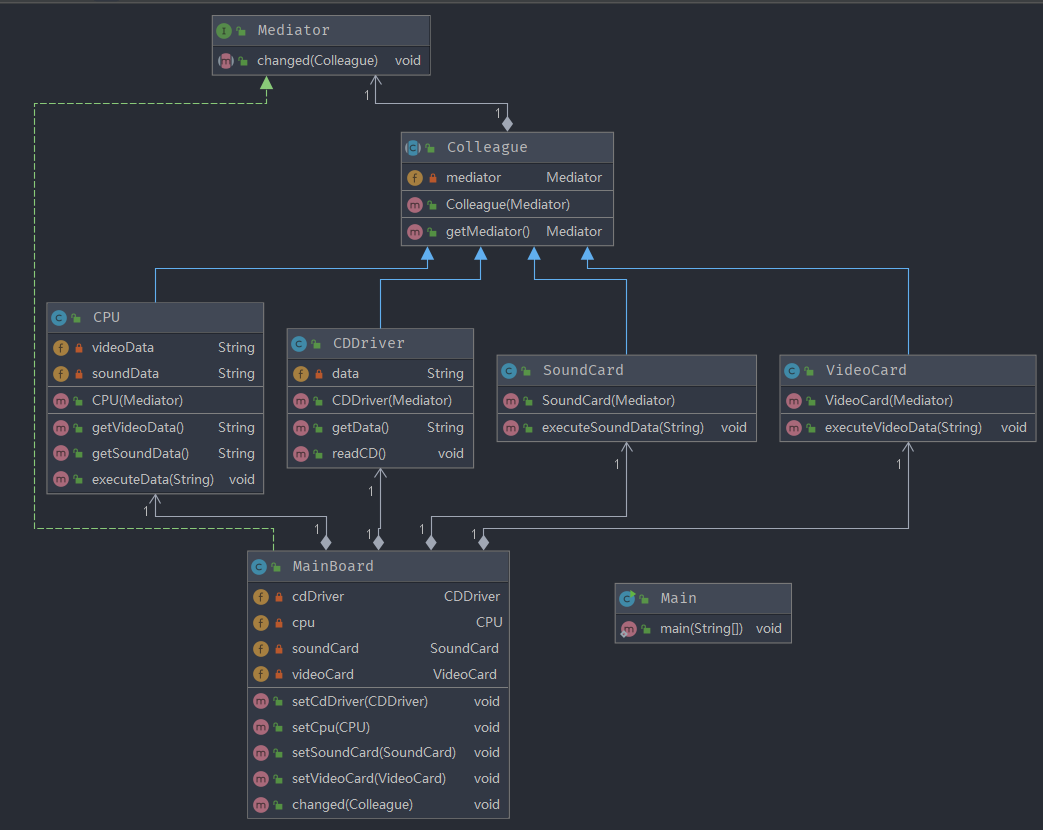 Mediator
changed(Colleague) void
1
1
Colleague
mediator Mediator
Colleague(Mediator)
getMediator() Mediator
CPU
videoData String
soundData String
CPU(Mediator)
getVideoData() String
getSoundData() String
executeData(String) void
CDDriver
data String
CDDriver(Mediator)
getData() String
readCD() void
SoundCard
SoundCard(Mediator)
executeSoundData(String) void
VideoCard
VideoCard(Mediator)
executeVideoData(String) void
1
1
1
1
1
1
1
1
MainBoard
cdDriver CDDriver
cpu CPU
soundCard SoundCard
videoCard VideoCard
setCdDriver(CDDriver) void
setCpu(CPU) void
setSoundCard(SoundCard) void
setVideoCard(VideoCard) void
changed(Colleague) void
Main
main(String[]) void